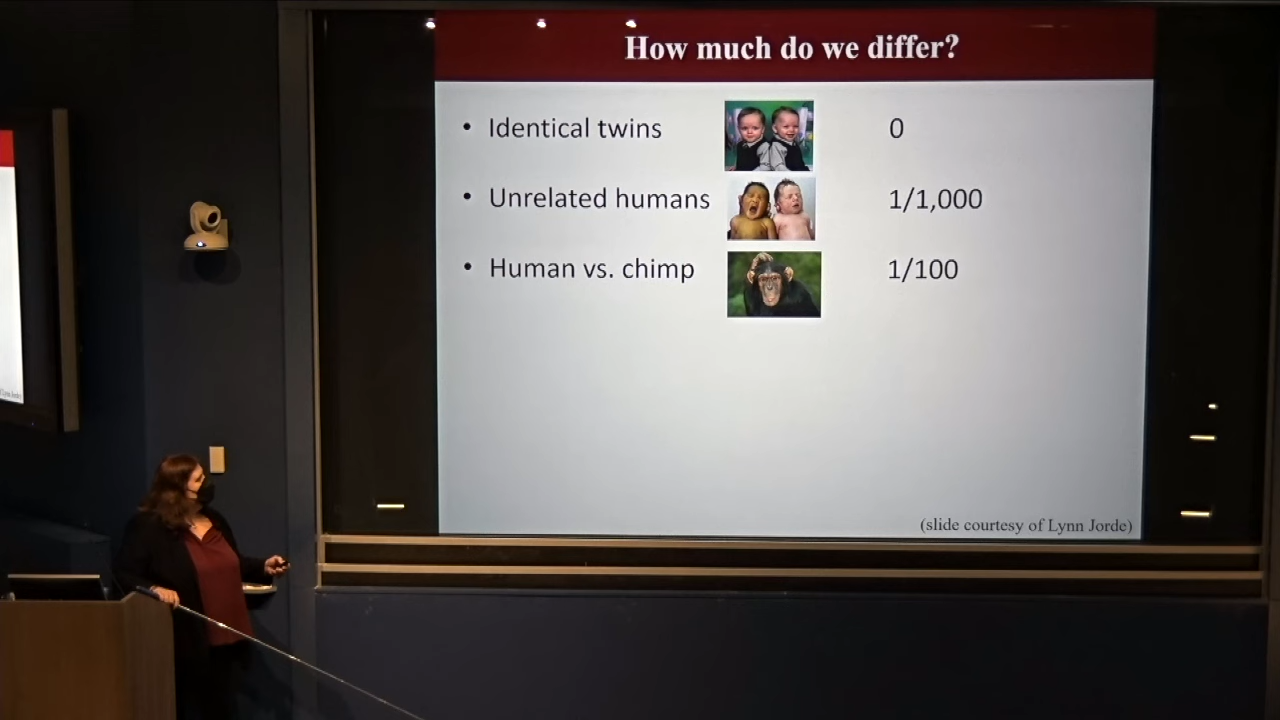 How much do we differ?
• Identical twins 0
• Unrelated humans 1/1,000
• Human vs. chimp 1/100
(slide courtesy of Lynn Jorde)